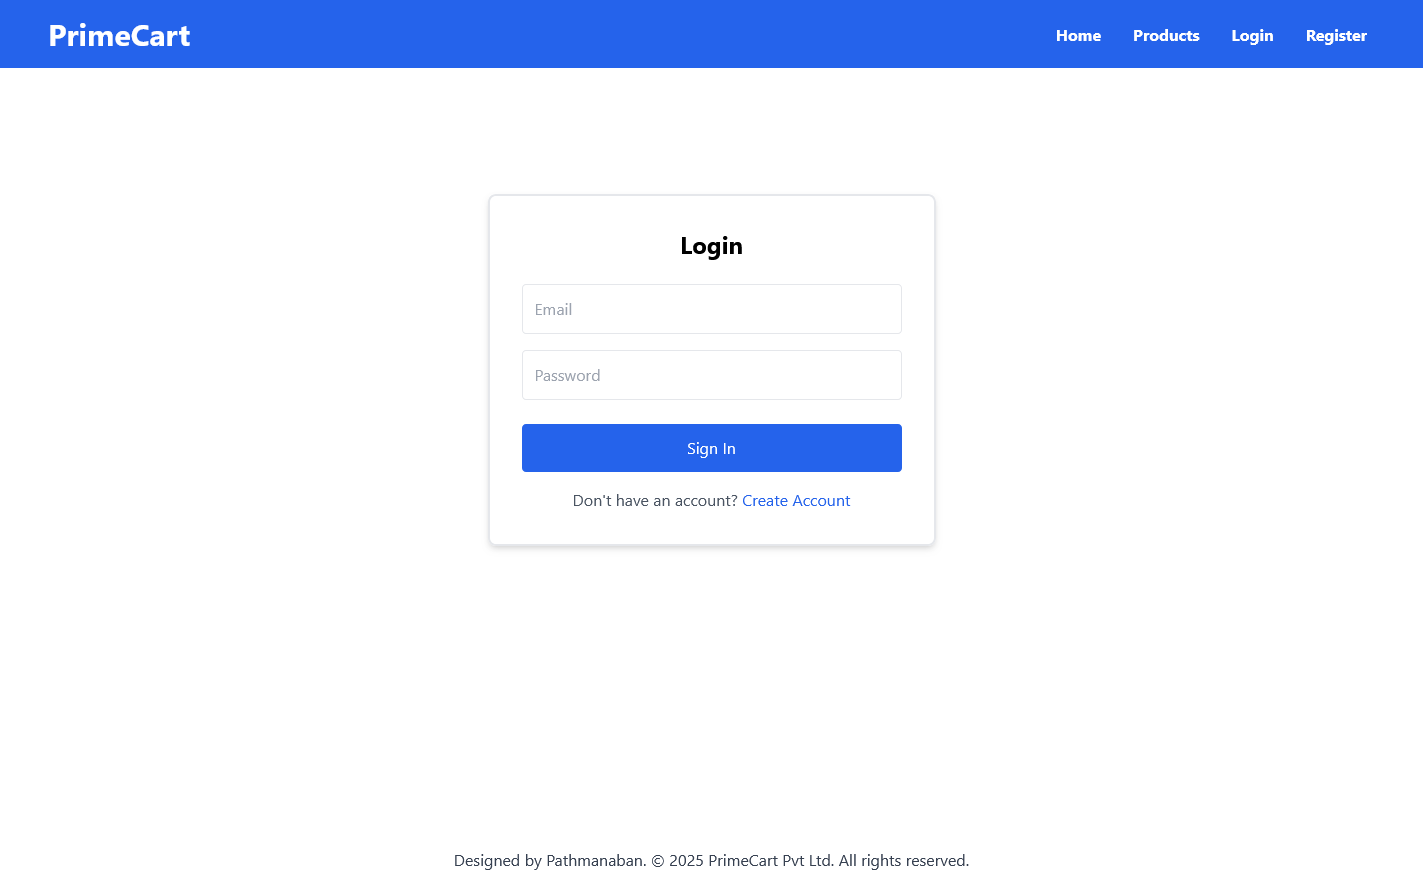 PrimeCart
Home Products Login Register
Login
Email
Password
Sign In
Don't have an account? Create Account
Designed by Pathmanaban. © 2025 PrimeCart Pvt Ltd. All rights reserved.